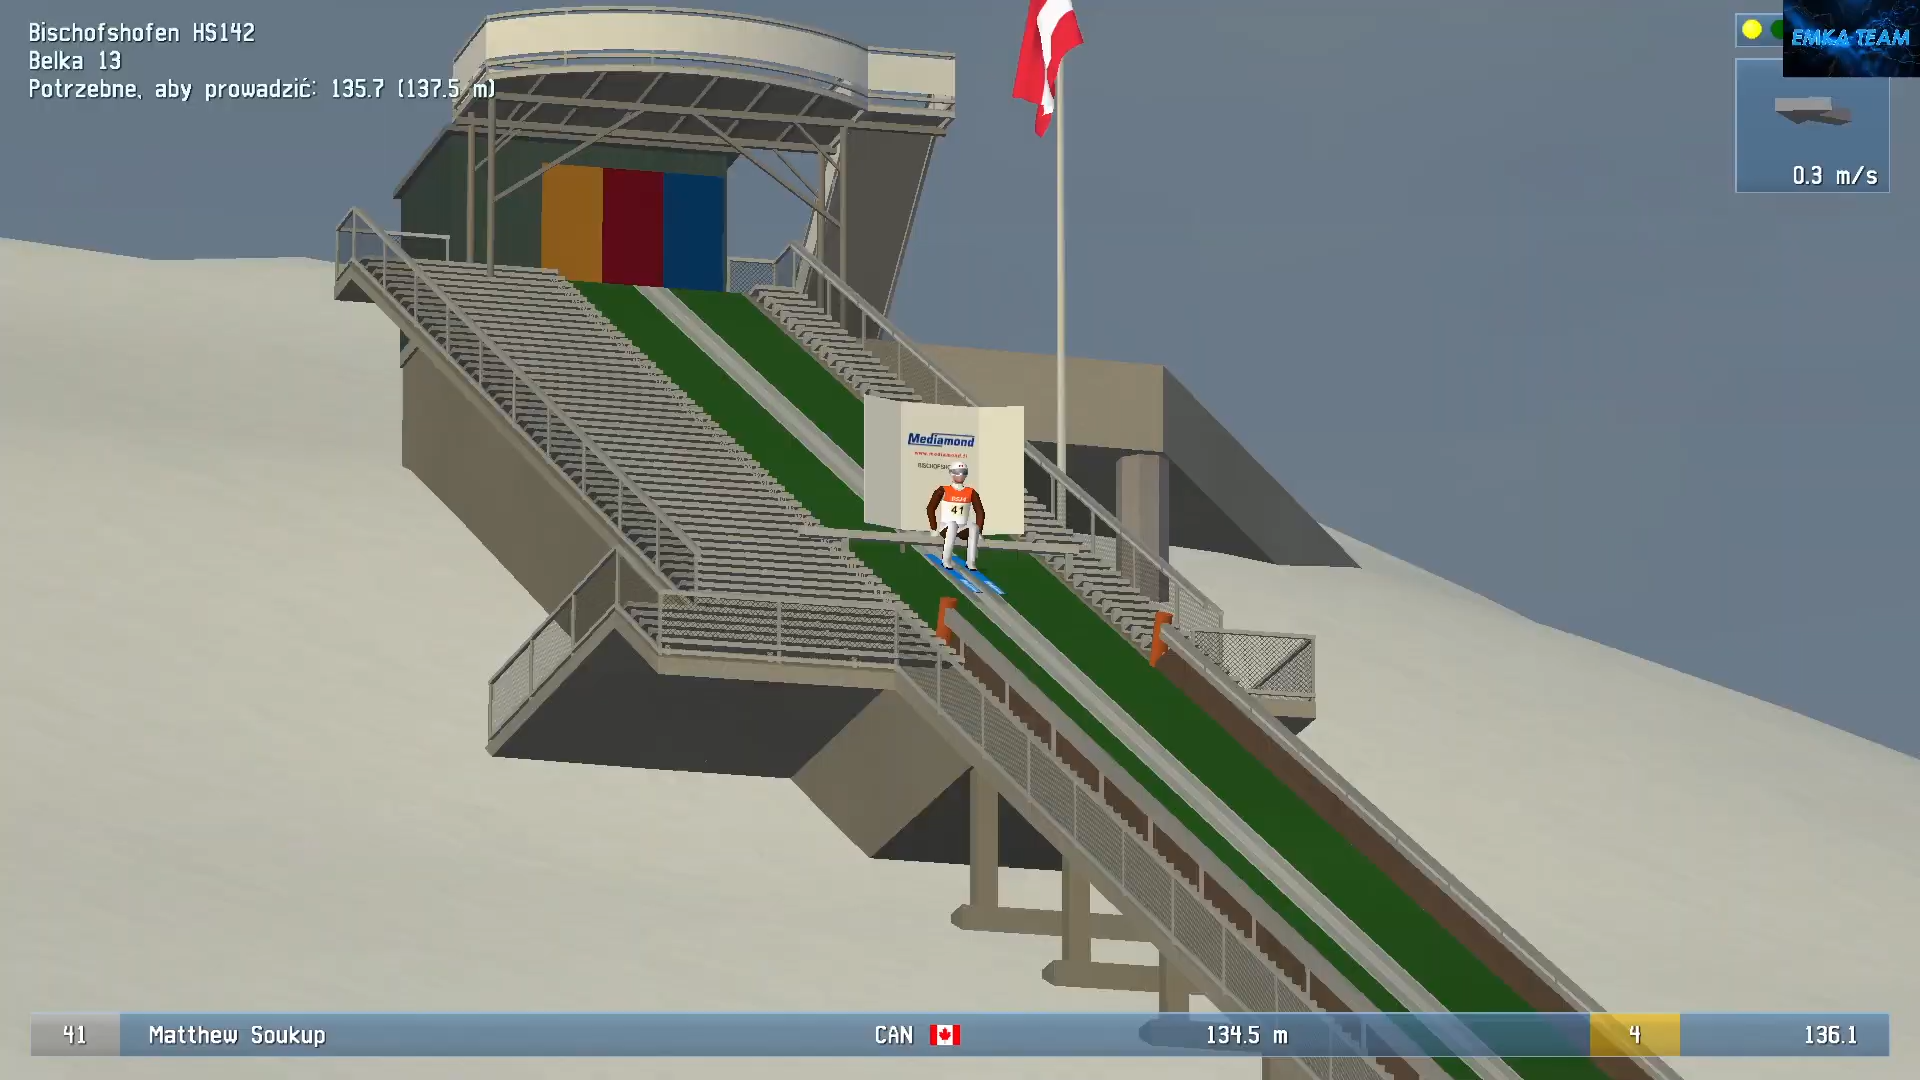 Bischofshofen HS142
Belka 13
Potrzebne, aby prowadzić: 135.7 (137.5 m)
EMKA TEAM
0.3 m/s
Mediamond
41
41 Matthew Soukup CAN 134.5 m 4 136.1